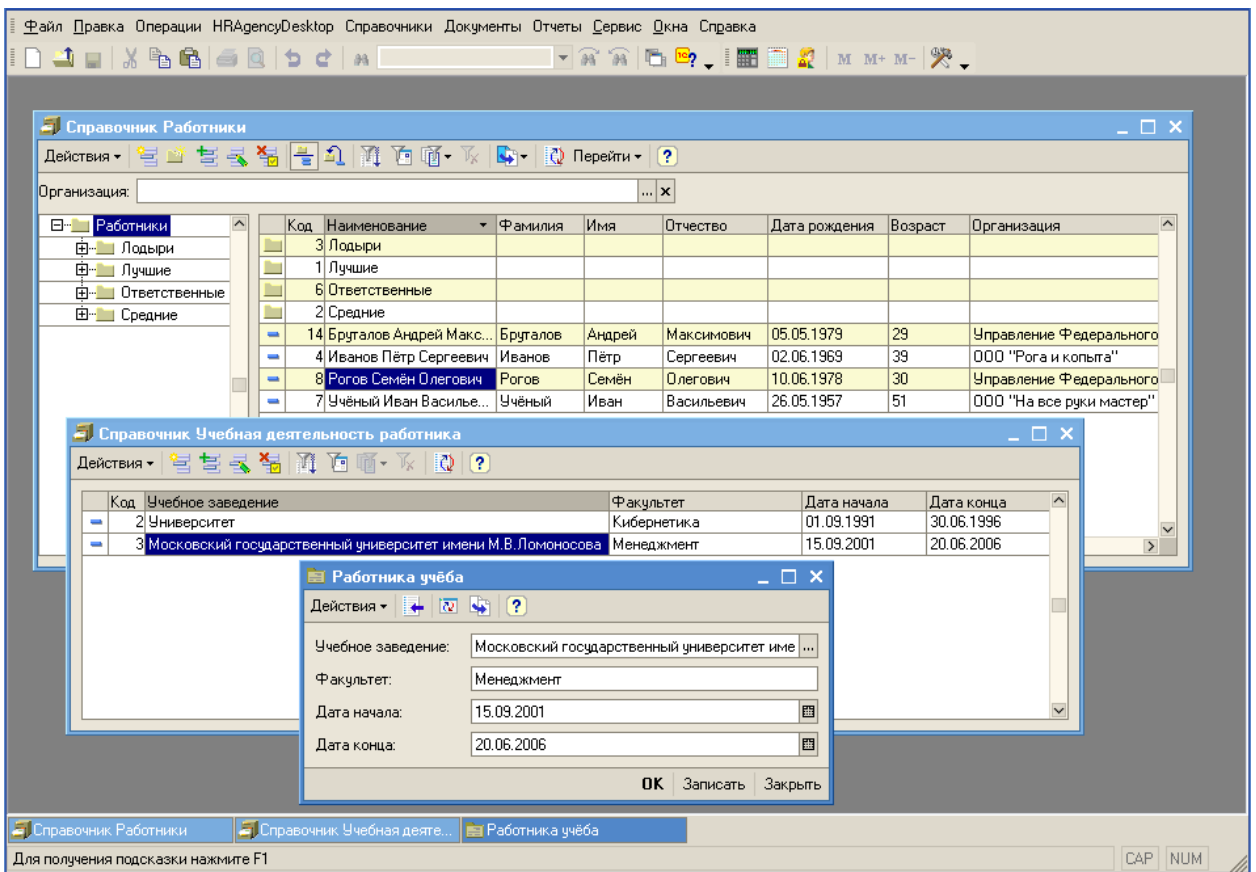 Файл Правка Операции HRAgencyDesktop Справочники Документы Отчеты Сервис Окна Справка
M M+ M-
Справочник Работники
Действия Перейти
Организация: ...
Работники
Лодыри
Лучшие
Ответственные
Средние
Код Наименование Фамилия Имя Отчество Дата рождения Возраст Организация
3 Лодыри
1 Лучшие
6 Ответственные
2 Средние
14 Бругалов Андрей Макс... Бругалов Андрей Максимович 05.05.1979 29 Управление Федерального
4 Иванов Пётр Сергеевич Иванов Пётр Сергеевич 02.06.1969 39 ООО "Рога и копыта"
8 Рогов Семён Олегович Рогов Семён Олегович 10.06.1978 30 Управление Федерального
7 Учёный Иван Василье... Учёный Иван Васильевич 26.05.1957 51 ООО "На все руки мастер"
Справочник Учебная деятельность работника
Действия
Код Учебное заведение Факультет Дата начала Дата конца
2 Университет Кибернетика 01.09.1991 30.06.1996
3 Московский государственный университет имени М.В.Ломоносова Менеджмент 15.09.2001 20.06.2006
Работника учёба
Действия
Учебное заведение: Московский государственный университет име ...
Факультет: Менеджмент
Дата начала: 15.09.2001
Дата конца: 20.06.2006
OK Записать Закрыть
Справочник Работники Справочник Учебная деяте... Работника учёба
Для получения подсказки нажмите F1 CAP NUM